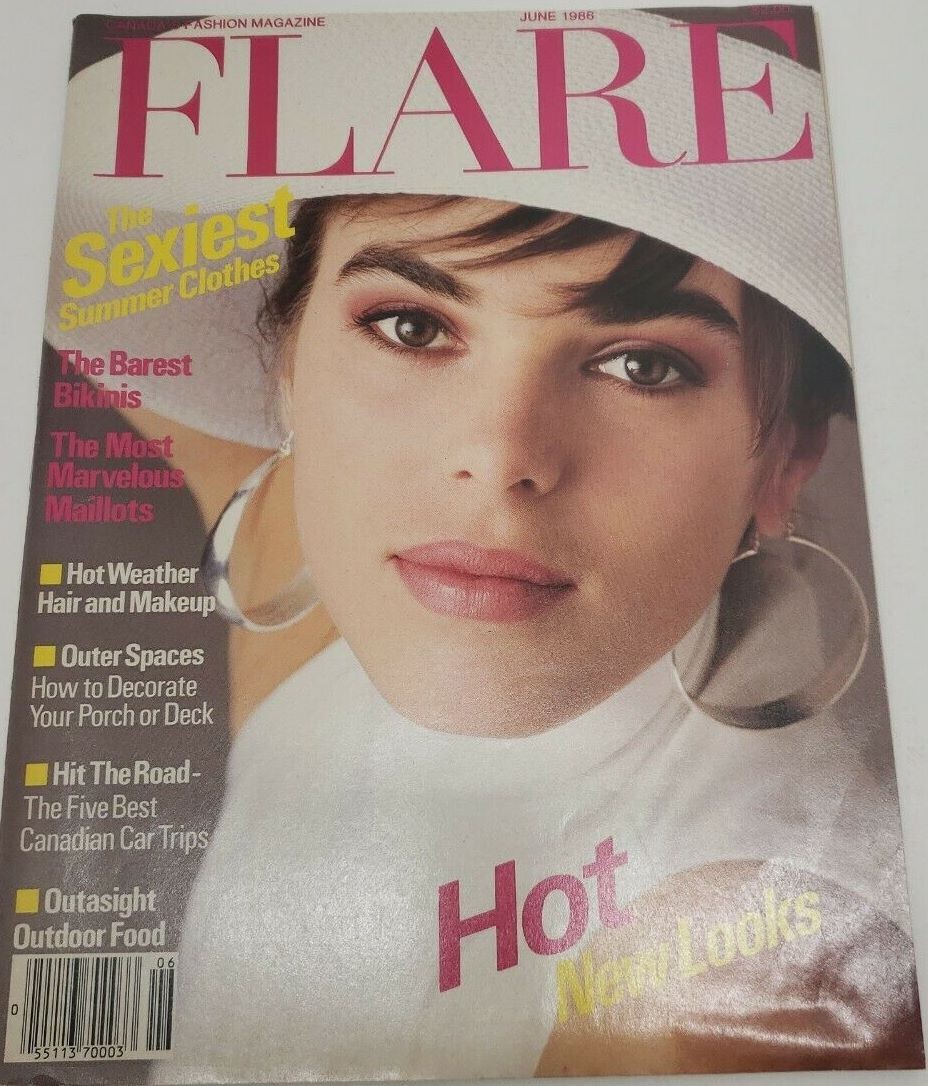 CANADA'S FASHION MAGAZINE
JUNE 1986
FLARE
The
Sexiest
Summer Clothes
The Barest
Bikinis
The Most
Marvelous
Maillots
Hot Weather
Hair and Makeup
Outer Spaces
How to Decorate
Your Porch or Deck
Hit The Road-
The Five Best
Canadian Car Trips
Outasight
Outdoor Food
Hot
New Looks
06
0
55113 70003